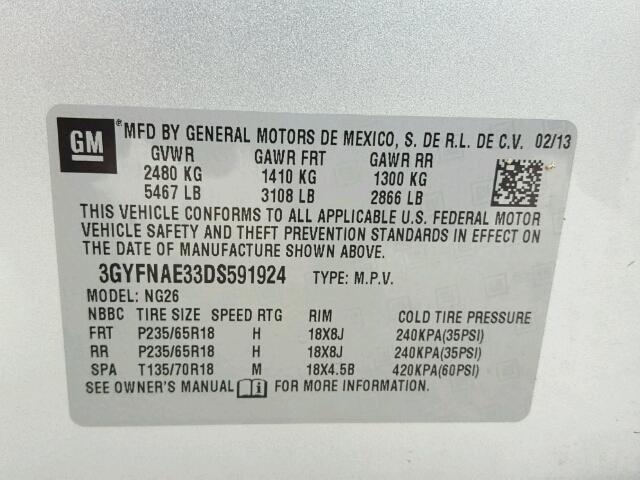 GM ® MFD BY GENERAL MOTORS DE MEXICO, S. DE R.L. DE C.V. 02/13
GVWR GAWR FRT GAWR RR
2480 KG 1410 KG 1300 KG
5467 LB 3108 LB 2866 LB
THIS VEHICLE CONFORMS TO ALL APPLICABLE U.S. FEDERAL MOTOR
VEHICLE SAFETY AND THEFT PREVENTION STANDARDS IN EFFECT ON
THE DATE OF MANUFACTURE SHOWN ABOVE.
3GYFNAE33DS591924 TYPE: M.P.V.
MODEL: NG26
NBBC TIRE SIZE SPEED RTG RIM COLD TIRE PRESSURE
FRT P235/65R18 H 18X8J 240KPA(35PSI)
RR P235/65R18 H 18X8J 240KPA(35PSI)
SPA T135/70R18 M 18X4.5B 420KPA(60PSI)
SEE OWNER'S MANUAL FOR MORE INFORMATION.